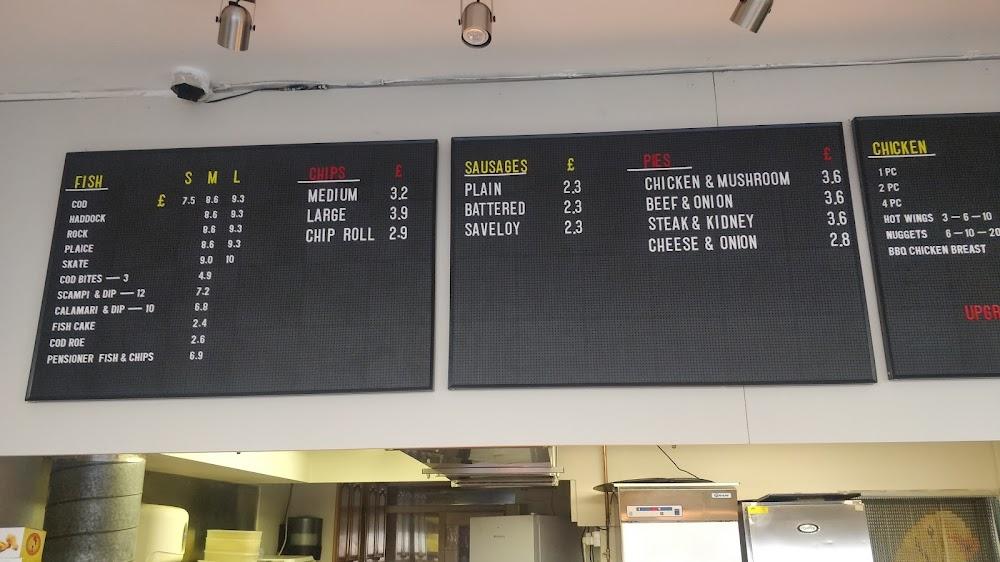 FISH
£ S M L
COD 7.5 8.6 9.3
HADDOCK 8.6 9.3
ROCK 8.6 9.3
PLAICE 8.6 9.3
SKATE 9.0 10
COD BITES — 3 4.9
SCAMPI & DIP — 12 7.2
CALAMARI & DIP — 10 6.8
FISH CAKE 2.4
COD ROE 2.6
PENSIONER FISH & CHIPS 6.9
CHIPS £
MEDIUM 3.2
LARGE 3.9
CHIP ROLL 2.9
SAUSAGES £
PLAIN 2.3
BATTERED 2.3
SAVELOY 2.3
PIES £
CHICKEN & MUSHROOM 3.6
BEEF & ONION 3.6
STEAK & KIDNEY 3.6
CHEESE & ONION 2.8
CHICKEN
1 PC
2 PC
4 PC
HOT WINGS 3 — 6 — 10
NUGGETS 6 — 10 — 20
BBQ CHICKEN BREAST
UPGR